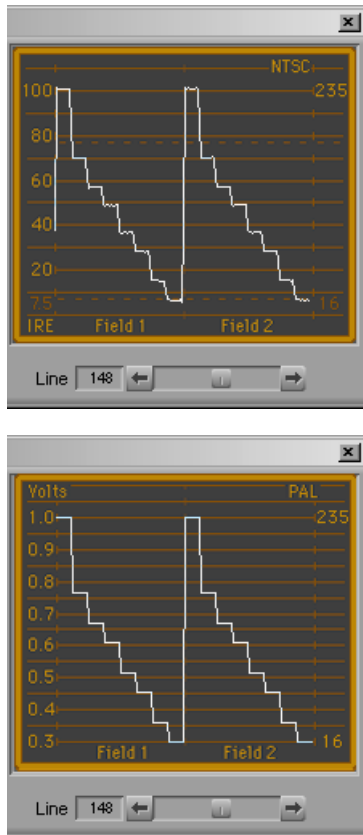 NTSC
100 235
80
60
40
20
7.5 16
IRE Field 1 Field 2
Line 148
Volts PAL
1.0 235
0.9
0.8
0.7
0.6
0.5
0.4
0.3 16
Field 1 Field 2
Line 148